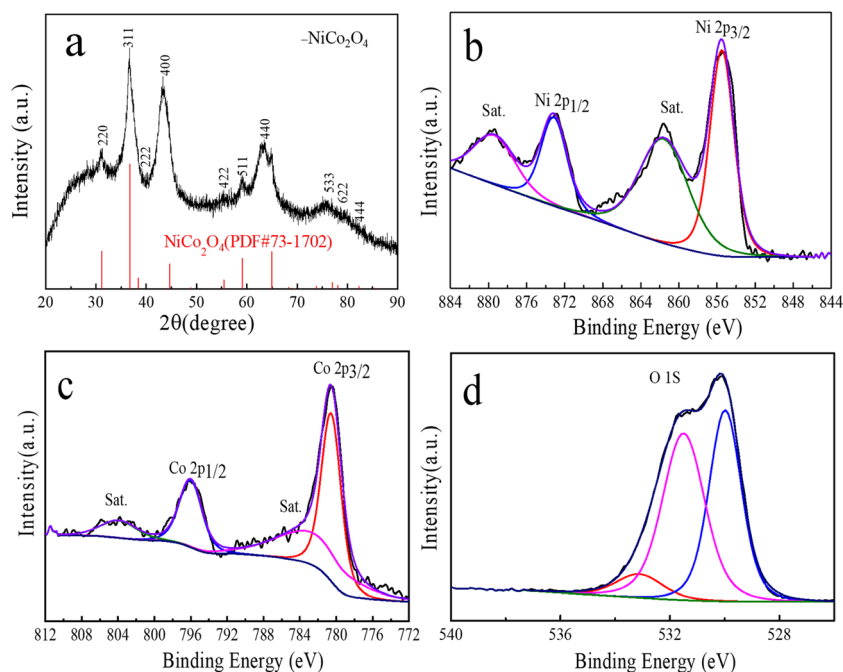 a
–NiCo2O4
311
400
220
222
422
511
440
533
622
444
NiCo2O4(PDF#73-1702)
Intensity (a.u.)
20 30 40 50 60 70 80 90
2θ(degree)
b
Ni 2p3/2
Sat.
Ni 2p1/2
Sat.
Intensity (a.u.)
884 880 876 872 868 864 860 856 852 848 844
Binding Energy (eV)
c
Co 2p3/2
Co 2p1/2
Sat.
Sat.
Intensity(a.u.)
812 808 804 800 796 792 788 784 780 776 772
Binding Energy (eV)
d
O 1S
Intensity(a.u.)
540 536 532 528
Binding Energy (eV)